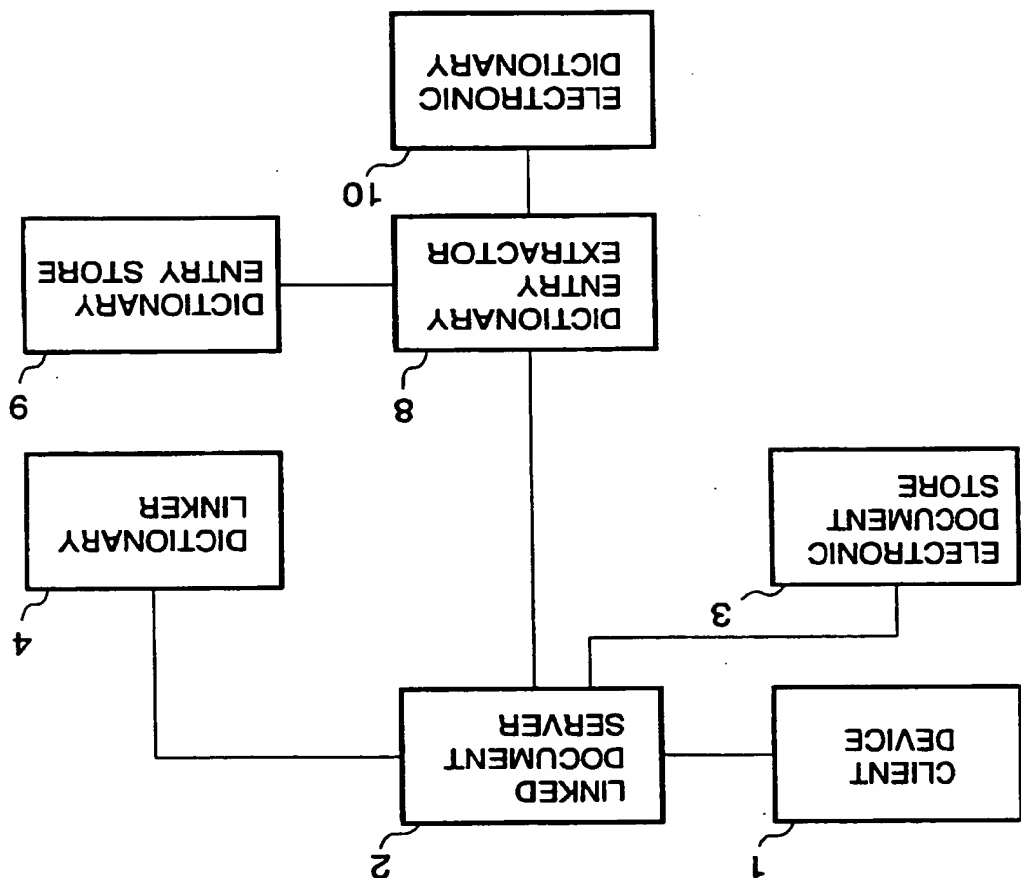 1
CLIENT
DEVICE
2
LINKED
DOCUMENT
SERVER
3
ELECTRONIC
DOCUMENT
STORE
4
DICTIONARY
LINKER
8
DICTIONARY
ENTRY
EXTRACTOR
9
DICTIONARY
ENTRY STORE
10
ELECTRONIC
DICTIONARY